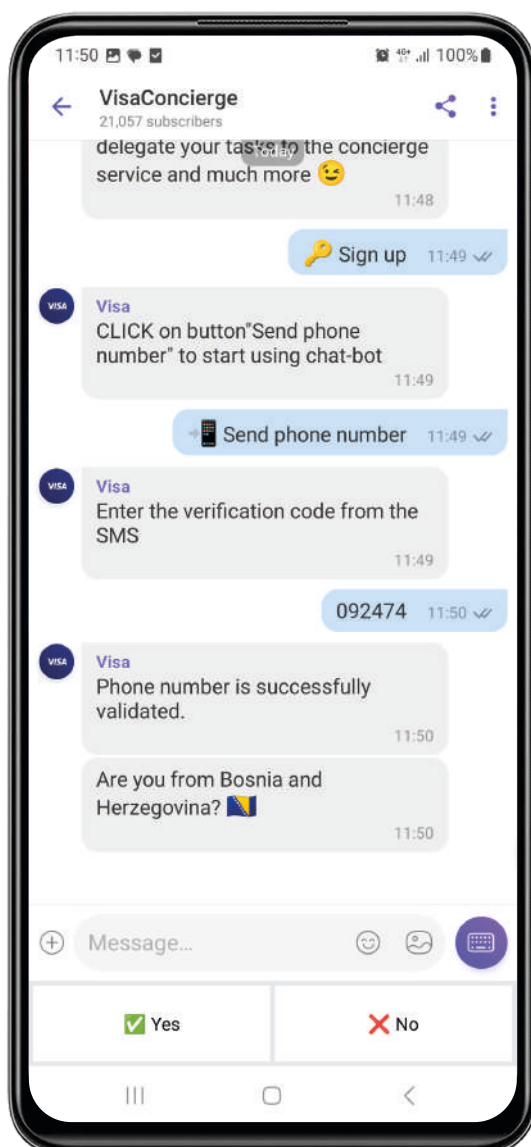 11:50 4G+ 100%
VisaConcierge
21,057 subscribers
Today
delegate your tasks to the concierge
service and much more 😉
11:48
🔑 Sign up 11:49
VISA
Visa
CLICK on button"Send phone
number" to start using chat-bot
11:49
📲 Send phone number 11:49
VISA
Visa
Enter the verification code from the
SMS
11:49
092474 11:50
VISA
Visa
Phone number is successfully
validated.
11:50
Are you from Bosnia and
Herzegovina? 🇧🇦
11:50
Message...
✅ Yes ❌ No